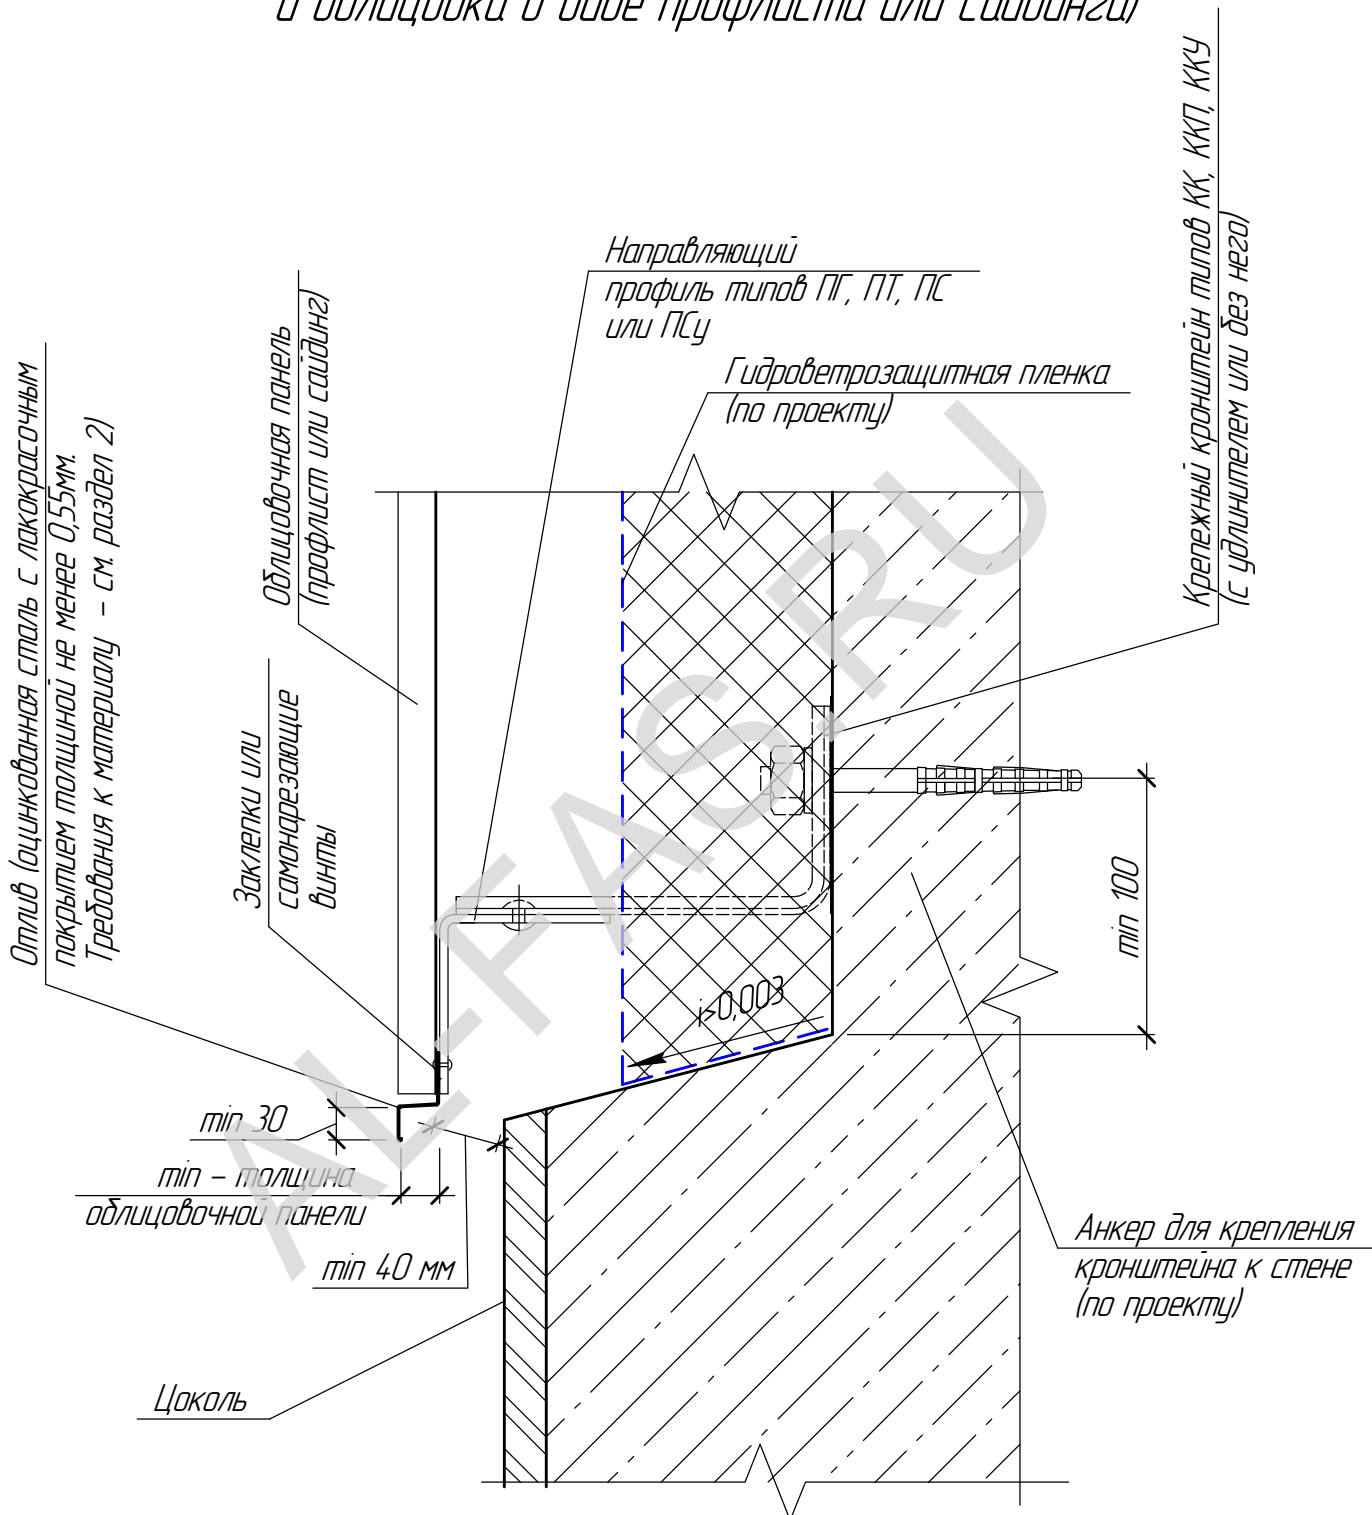 и облицовки в виде профлиста или сайдинга)
Крепежный кронштейн типов КК, ККП, ККУ
(с удлинителем или без него)
Направляющий
профиль типов ПГ, ПТ, ПС
или ПСу
Гидроветрозащитная пленка
(по проекту)
Облицовочная панель
(профлист или сайдинг)
Отлив (оцинкованная сталь с лакокрасочным
покрытием толщиной не менее 0,55мм.
Требования к материалу - см. раздел 2)
Заклепки или
самонарезающие
винты
i>0,003
min 100
min 30
min - толщина
облицовочной панели
min 40 мм
Анкер для крепления
кронштейна к стене
(по проекту)
Цоколь
AL-FAS.RU